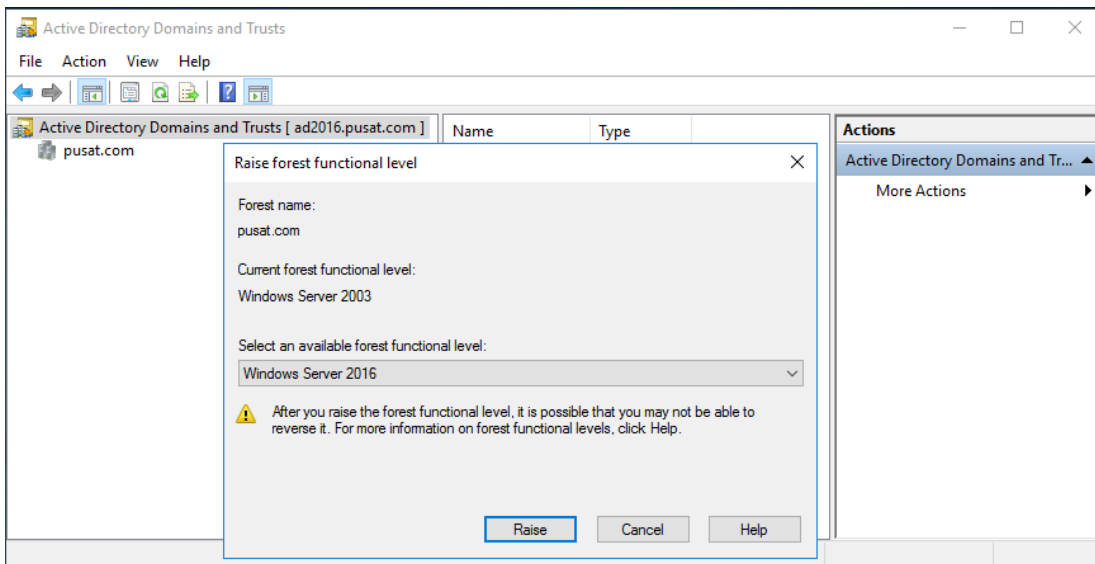 Active Directory Domains and Trusts
File Action View Help
Active Directory Domains and Trusts [ ad2016.pusat.com ]
pusat.com
Name Type
Actions
Active Directory Domains and Tr...
More Actions
Raise forest functional level
Forest name:
pusat.com
Current forest functional level:
Windows Server 2003
Select an available forest functional level:
Windows Server 2016
After you raise the forest functional level, it is possible that you may not be able to
reverse it. For more information on forest functional levels, click Help.
Raise Cancel Help